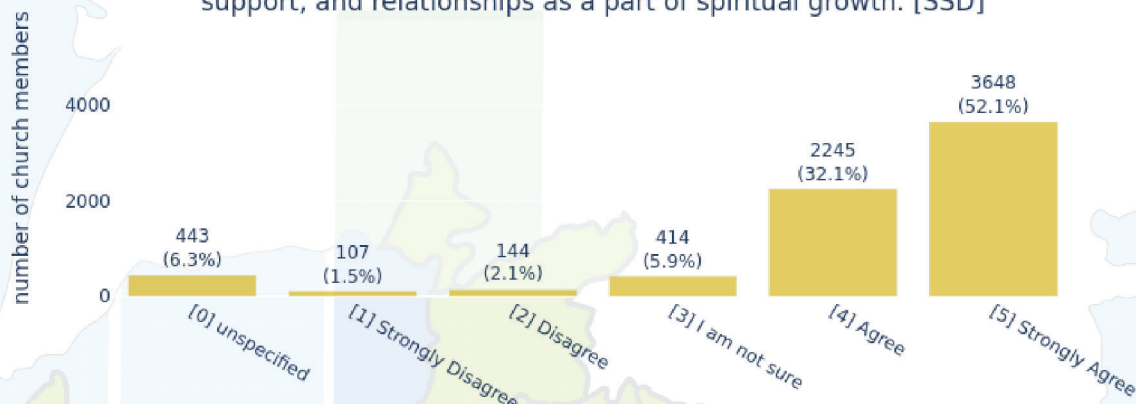 support, and relationships as a part of spiritual growth. [SSD]
number of church members
4000
2000
0
443
(6.3%)
107
(1.5%)
144
(2.1%)
414
(5.9%)
2245
(32.1%)
3648
(52.1%)
[0] unspecified
[1] Strongly Disagree
[2] Disagree
[3] I am not sure
[4] Agree
[5] Strongly Agree